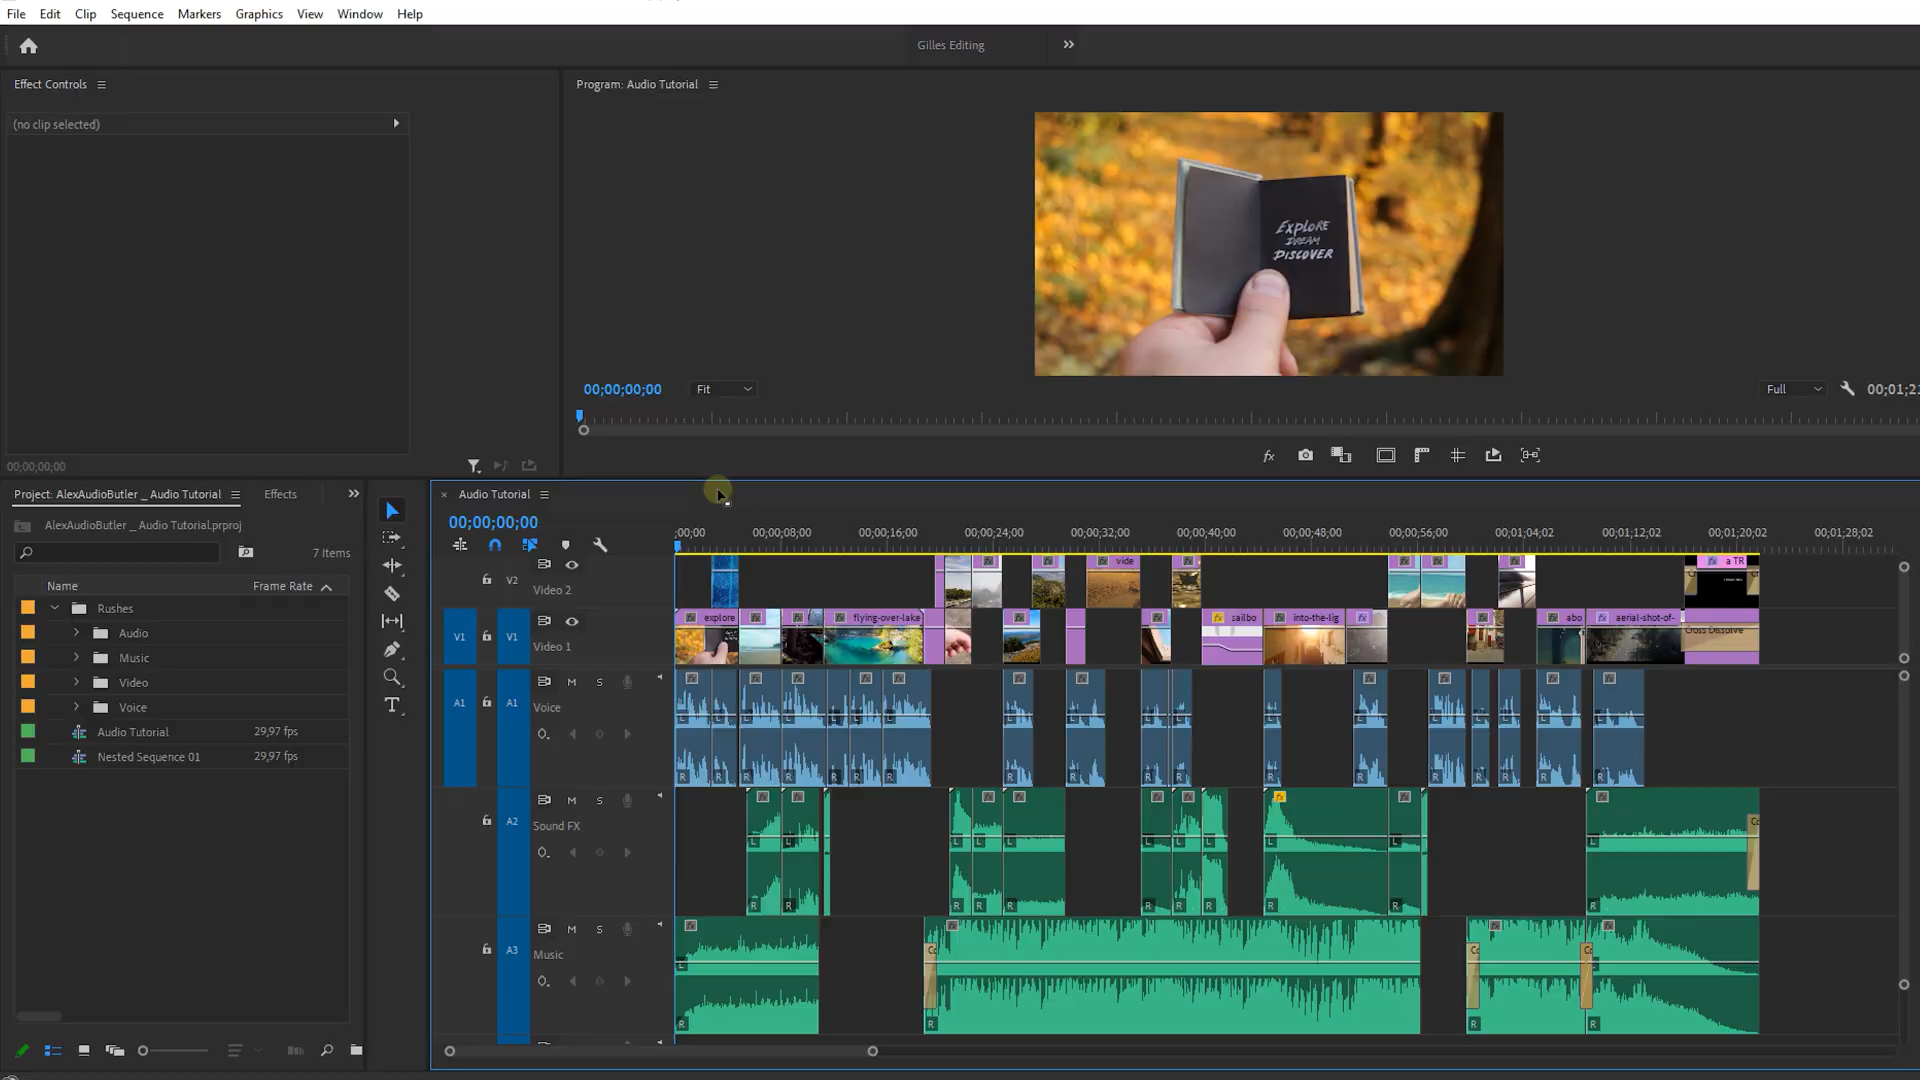 File Edit Clip Sequence Markers Graphics View Window Help
Gilles Editing
Effect Controls
Program: Audio Tutorial
(no clip selected)
EXPLORE
DREAM
DISCOVER
00;00;00;00 Fit Full 00;01;21
00;00;00;00
Project: AlexAudioButler _ Audio Tutorial Effects
AlexAudioButler _ Audio Tutorial.prproj
7 Items
Name Frame Rate
Rushes
Audio
Music
Video
Voice
Audio Tutorial 29,97 fps
Nested Sequence 01 29,97 fps
Audio Tutorial
00;00;00;00
;00;00 00;00;08;00 00;00;16;00 00;00;24;00 00;00;32;00 00;00;40;00 00;00;48;00 00;00;56;00 00;01;04;02 00;01;12;02 00;01;20;02 00;01;28;02
V2 Video 2 vide a TR
V1 V1 Video 1 explore flying-over-lake sailbo into-the-lig abo aerial-shot-of- Cross Dissolve
A1 A1 M S Voice
A2 M S Sound FX
A3 M S Music